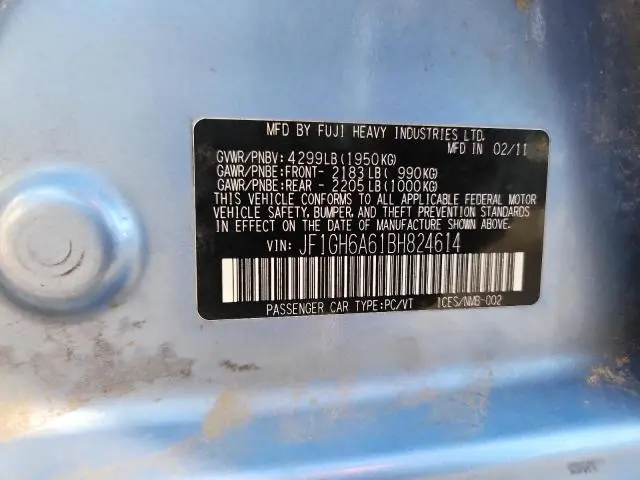 MFD BY FUJI HEAVY INDUSTRIES LTD.
MFD IN 02/11
GVWR/PNBV: 4299LB (1950KG)
GAWR/PNBE:FRONT- 2183LB ( 990KG)
GAWR/PNBE:REAR - 2205LB (1000KG)
THIS VEHICLE CONFORMS TO ALL APPLICABLE FEDERAL MOTOR
VEHICLE SAFETY, BUMPER, AND THEFT PREVENTION STANDARDS
IN EFFECT ON THE DATE OF MANUFACTURE SHOWN ABOVE.
VIN: JF1GH6A61BH824614
PASSENGER CAR TYPE:PC/VT ICES/NMB-002